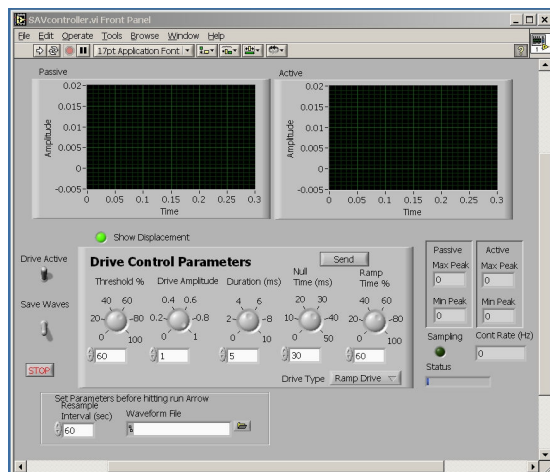 SAVcontroller.vi Front Panel
File Edit Operate Tools Browse Window Help
17pt Application Font
1
Passive
Active
0.02
0.015
0.01
0.005
0
-0.005
Amplitude
0 0.05 0.1 0.15 0.2 0.25 0.3
Time
0.02
0.015
0.01
0.005
0
-0.005
Amplitude
0 0.05 0.1 0.15 0.2 0.25 0.3
Time
Show Displacement
Drive Active
Save Waves
STOP
Drive Control Parameters
Send
Threshold %
40 60
20 80
0 100
60
Drive Amplitude
0.4 0.6
0.2 0.8
0 1
1
Duration (ms)
4 6
2 8
0 10
5
Null
Time (ms)
20 30
10 40
0 50
30
Ramp
Time %
40 60
20 80
0 100
60
Drive Type Ramp Drive
Passive
Max Peak
0
Min Peak
0
Active
Max Peak
0
Min Peak
0
Sampling
Cont Rate (Hz)
0
Status
Set Parameters before hitting run Arrow
Resample
Interval (sec)
60
Waveform File